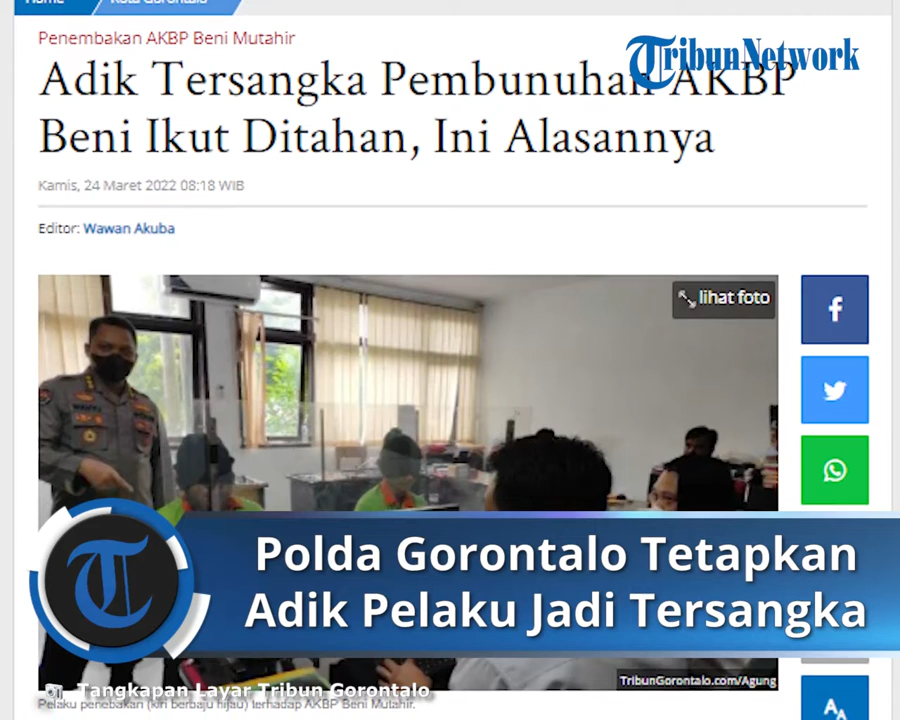 Home
Kota Gorontalo
Penembakan AKBP Beni Mutahir
TribunNetwork
Adik Tersangka Pembunuhan AKBP
Beni Ikut Ditahan, Ini Alasannya
Kamis, 24 Maret 2022 08:18 WIB
Editor: Wawan Akuba
lihat foto
Polda Gorontalo Tetapkan
Adik Pelaku Jadi Tersangka
TribunGorontalo.com/Agung
Tangkapan Layar Tribun Gorontalo
Pelaku penebakan (kiri berbaju hijau) terhadap AKBP Beni Mutahir.
AA